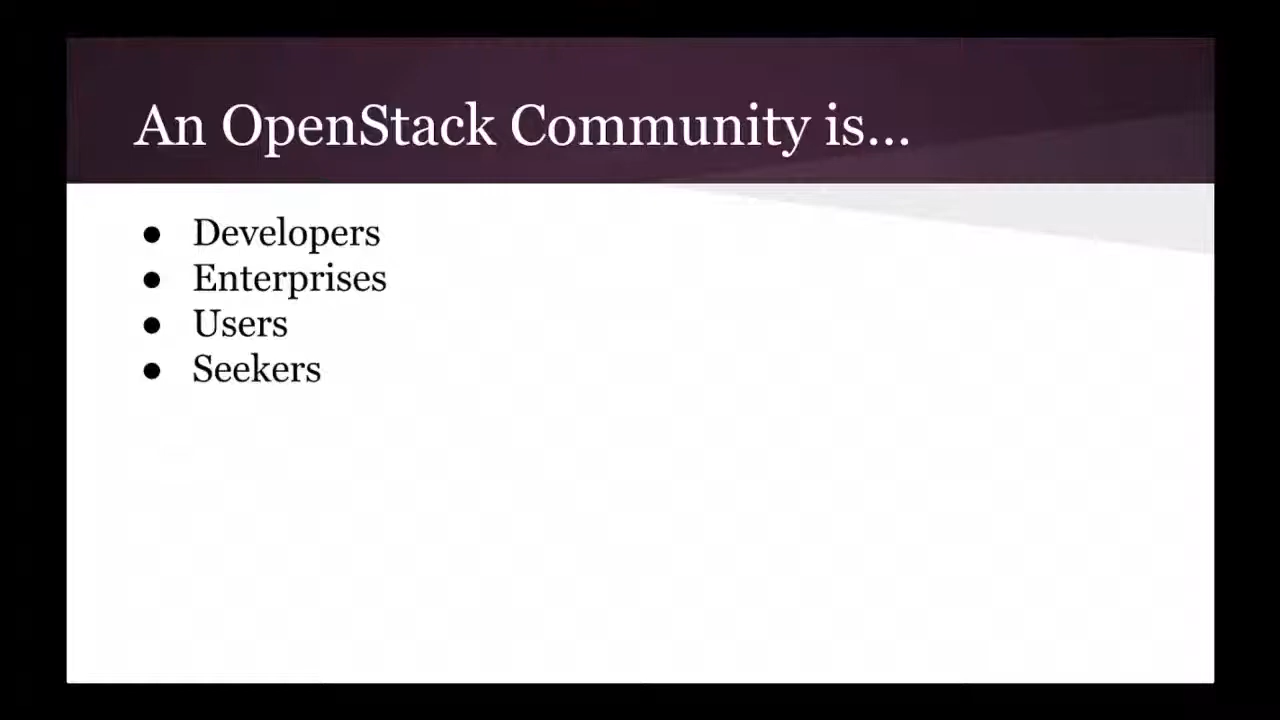 An OpenStack Community is...
● Developers
● Enterprises
● Users
● Seekers